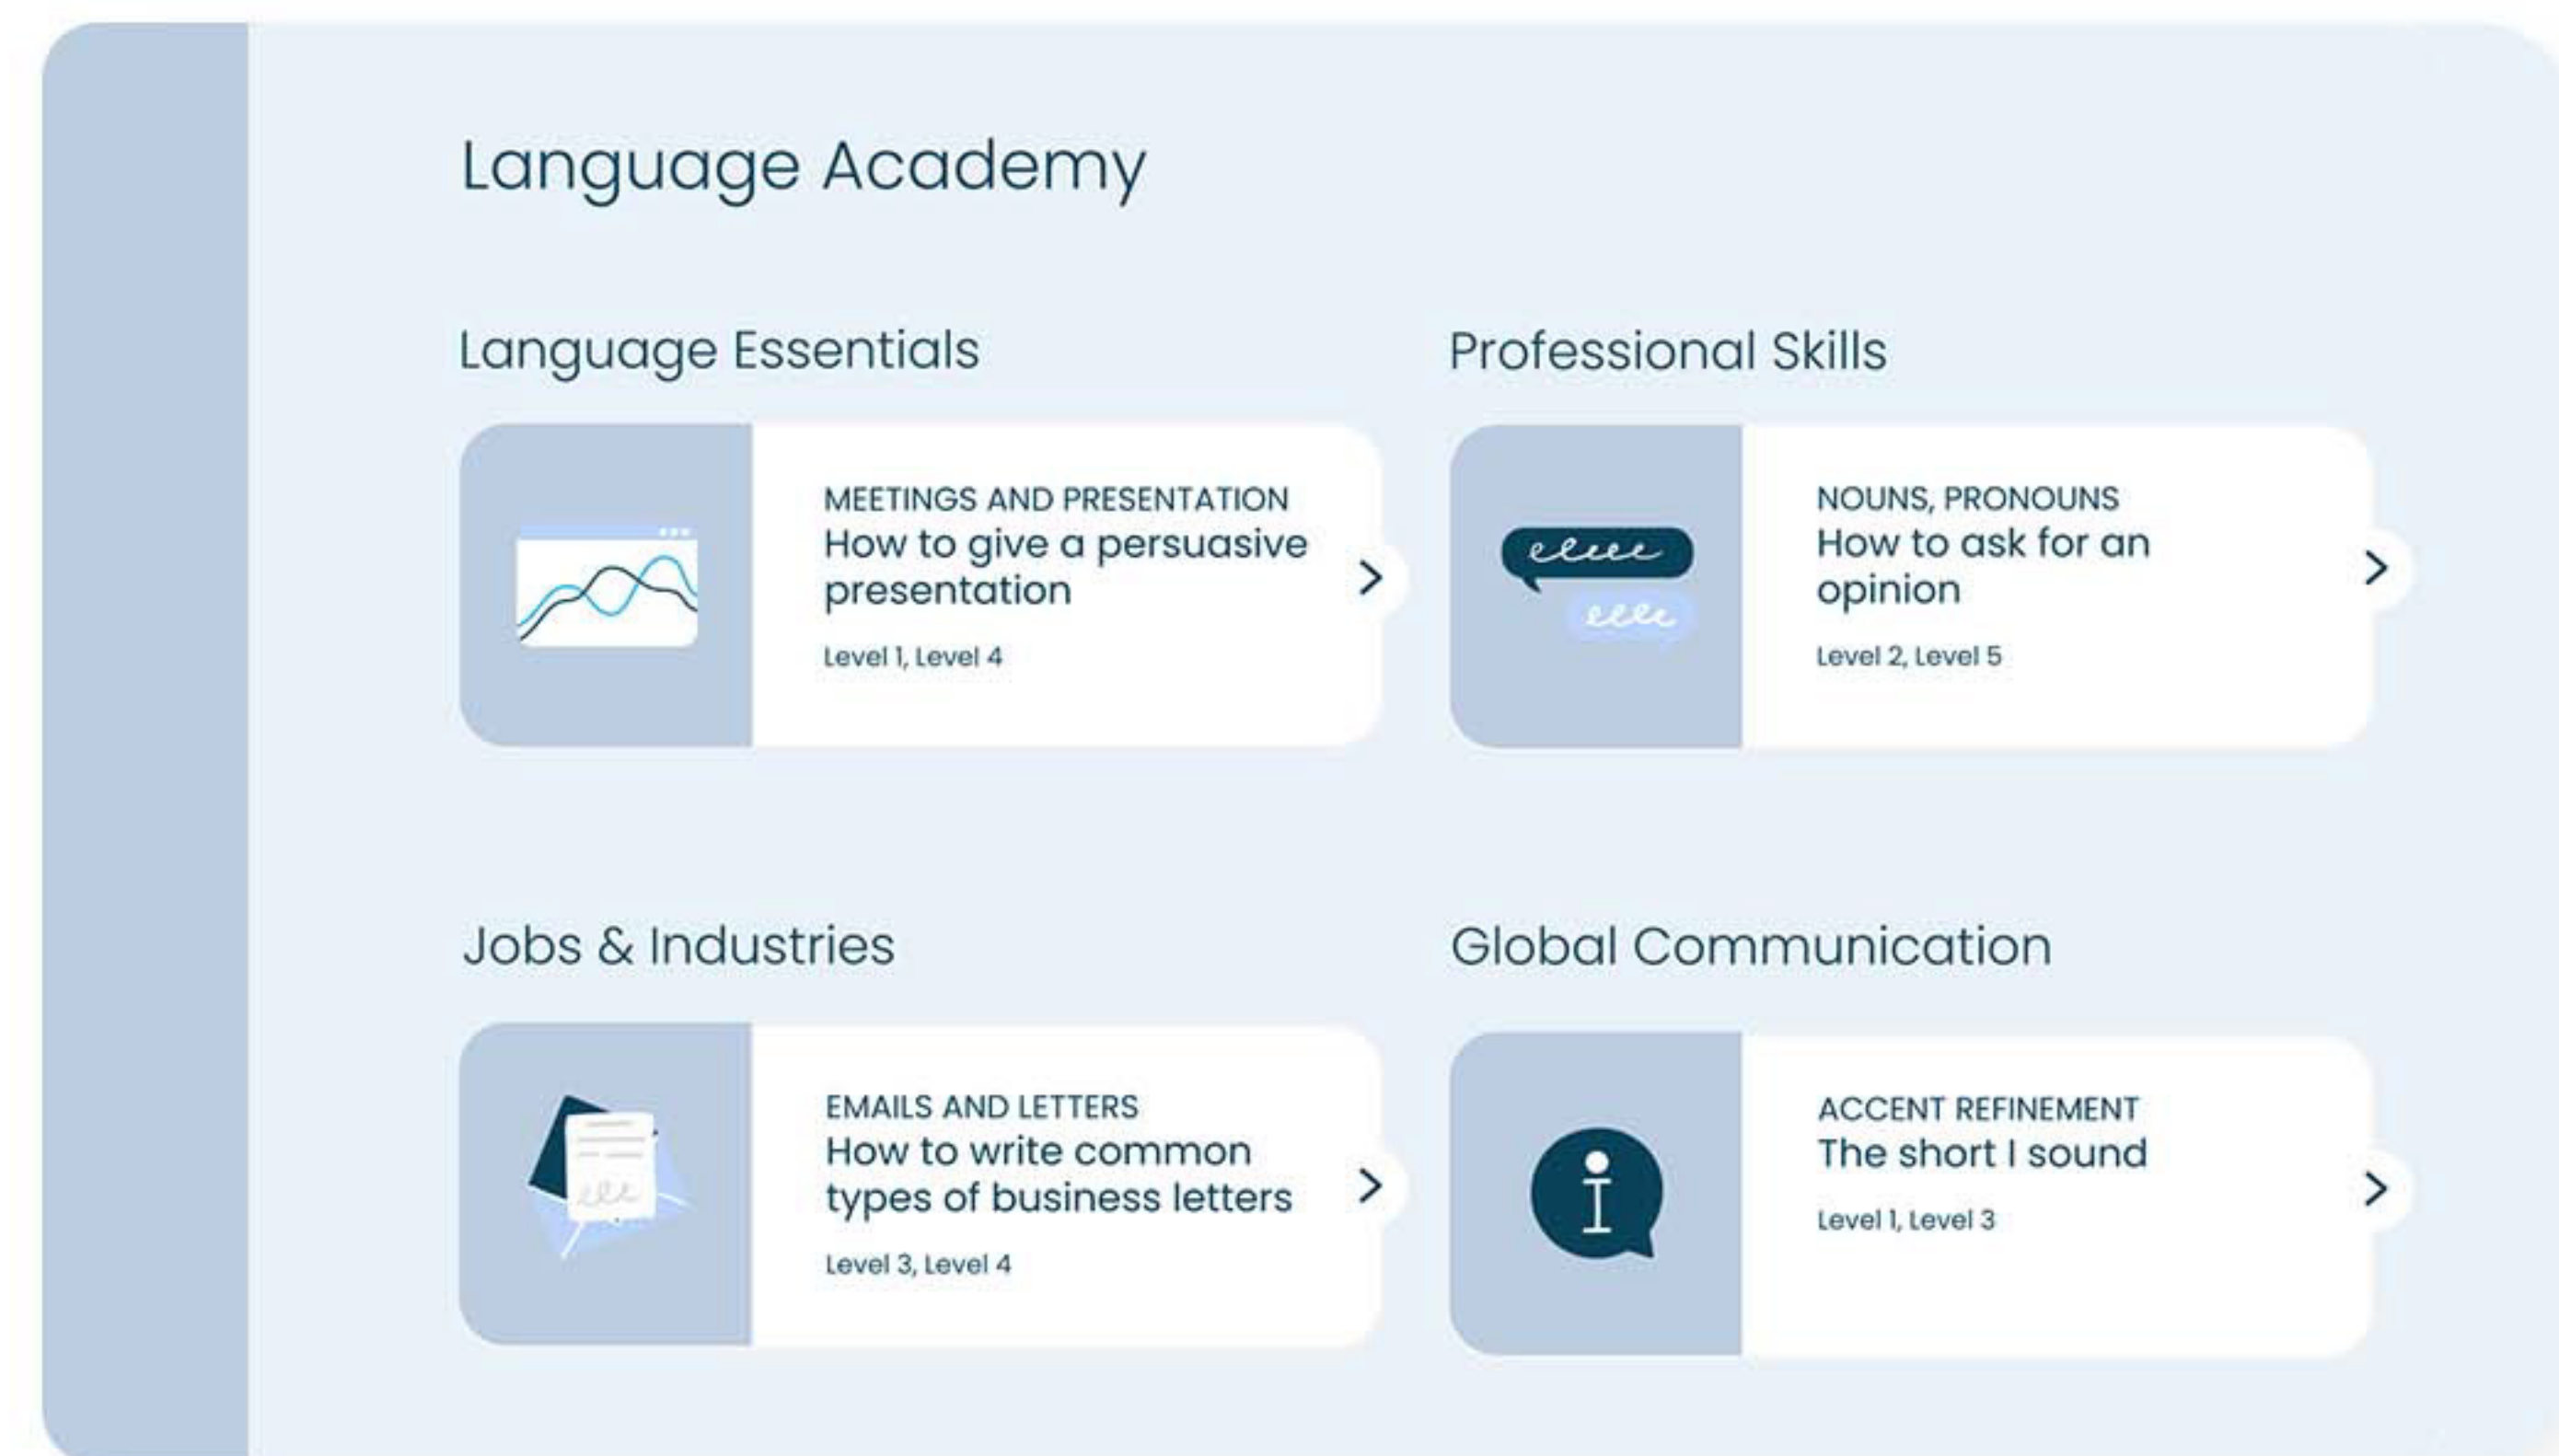 Language Academy
Language Essentials
MEETINGS AND PRESENTATION
How to give a persuasive
presentation
Level 1, Level 4
Professional Skills
NOUNS, PRONOUNS
How to ask for an
opinion
Level 2, Level 5
Jobs & Industries
EMAILS AND LETTERS
How to write common
types of business letters
Level 3, Level 4
Global Communication
ACCENT REFINEMENT
The short I sound
Level 1, Level 3